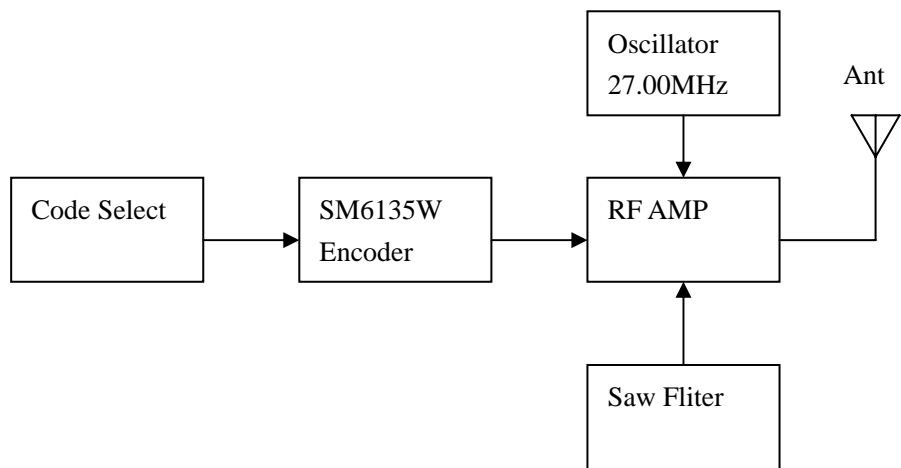 Oscillator
27.00MHz
Ant
Code Select
SM6135W
Encoder
RF AMP
Saw Fliter